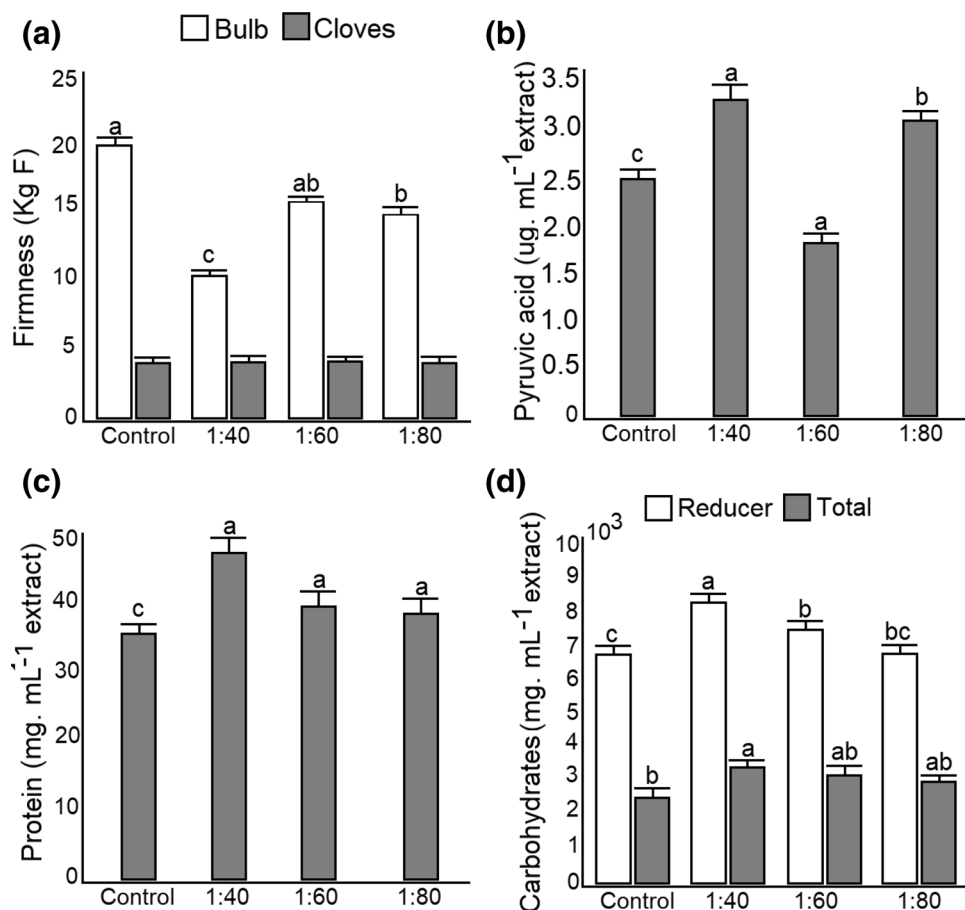 (a)
Bulb Cloves
Firmness (Kg F)
25
20
15
10
5
0
a
c
ab
b
Control 1:40 1:60 1:80
(b)
Pyruvic acid (ug. mL⁻¹extract)
3.5
3.0
2.5
2.0
1.5
1.0
0.5
0
c
a
a
b
Control 1:40 1:60 1:80
(c)
Protein (mg. mL⁻¹ extract)
50
40
30
20
10
0
c
a
a
a
Control 1:40 1:60 1:80
(d)
Reducer Total
Carbohydrates (mg. mL⁻¹ extract)
10³
9
8
7
6
5
4
3
2
1
0
c
b
a
a
b
ab
bc
ab
Control 1:40 1:60 1:80